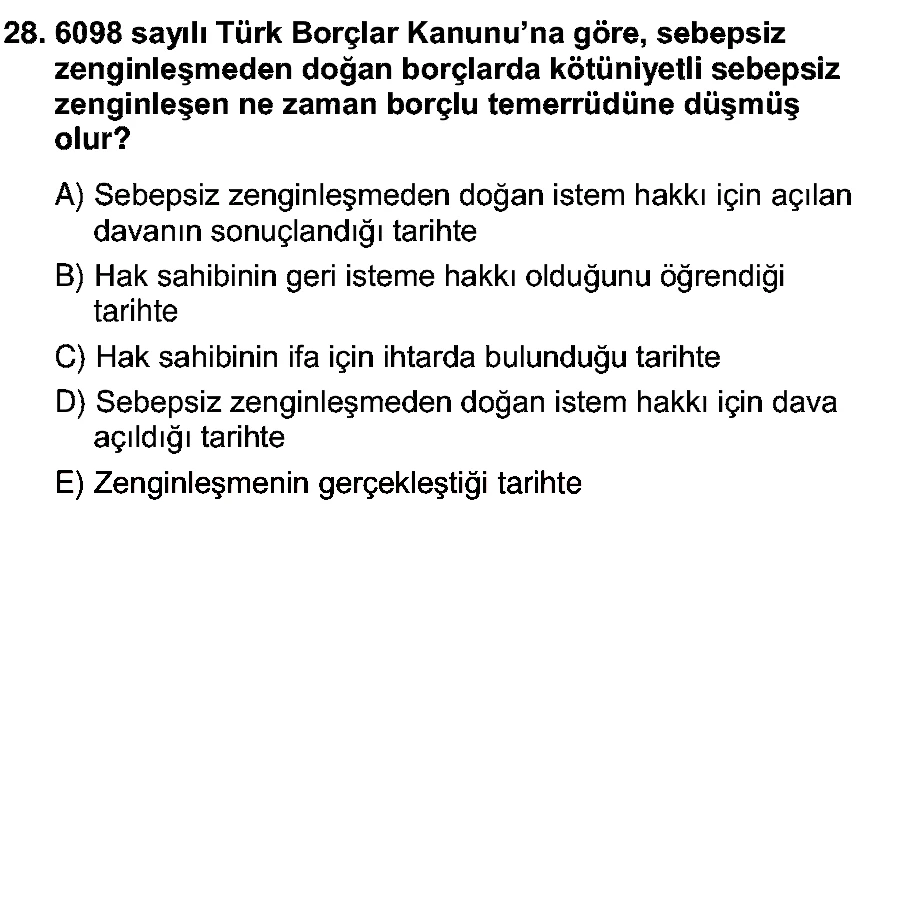 28. 6098 sayılı Türk Borçlar Kanunu’na göre, sebepsiz
zenginleşmeden doğan borçlarda kötüniyetli sebepsiz
zenginleşen ne zaman borçlu temerrüdüne düşmüş
olur?
A) Sebepsiz zenginleşmeden doğan istem hakkı için açılan
davanın sonuçlandığı tarihte
B) Hak sahibinin geri isteme hakkı olduğunu öğrendiği
tarihte
C) Hak sahibinin ifa için ihtarda bulunduğu tarihte
D) Sebepsiz zenginleşmeden doğan istem hakkı için dava
açıldığı tarihte
E) Zenginleşmenin gerçekleştiği tarihte